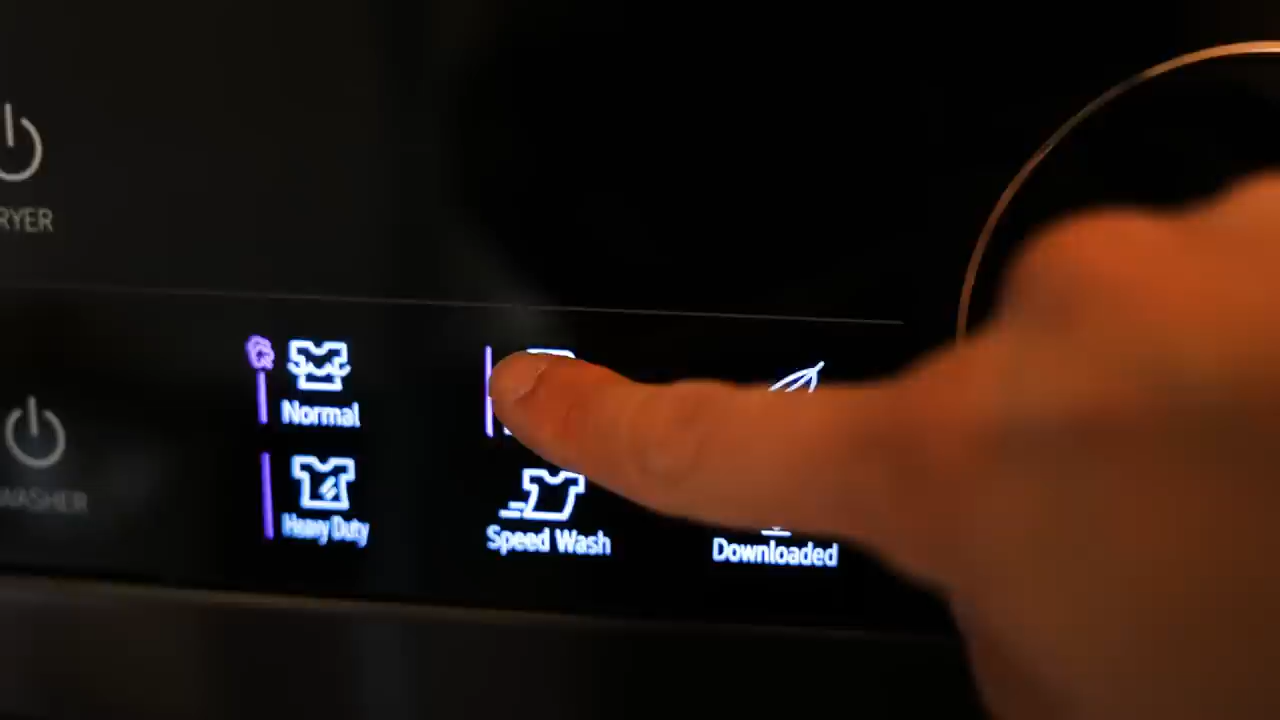 RYER
Normal
WASHER
Heavy Duty
Speed Wash
Downloaded